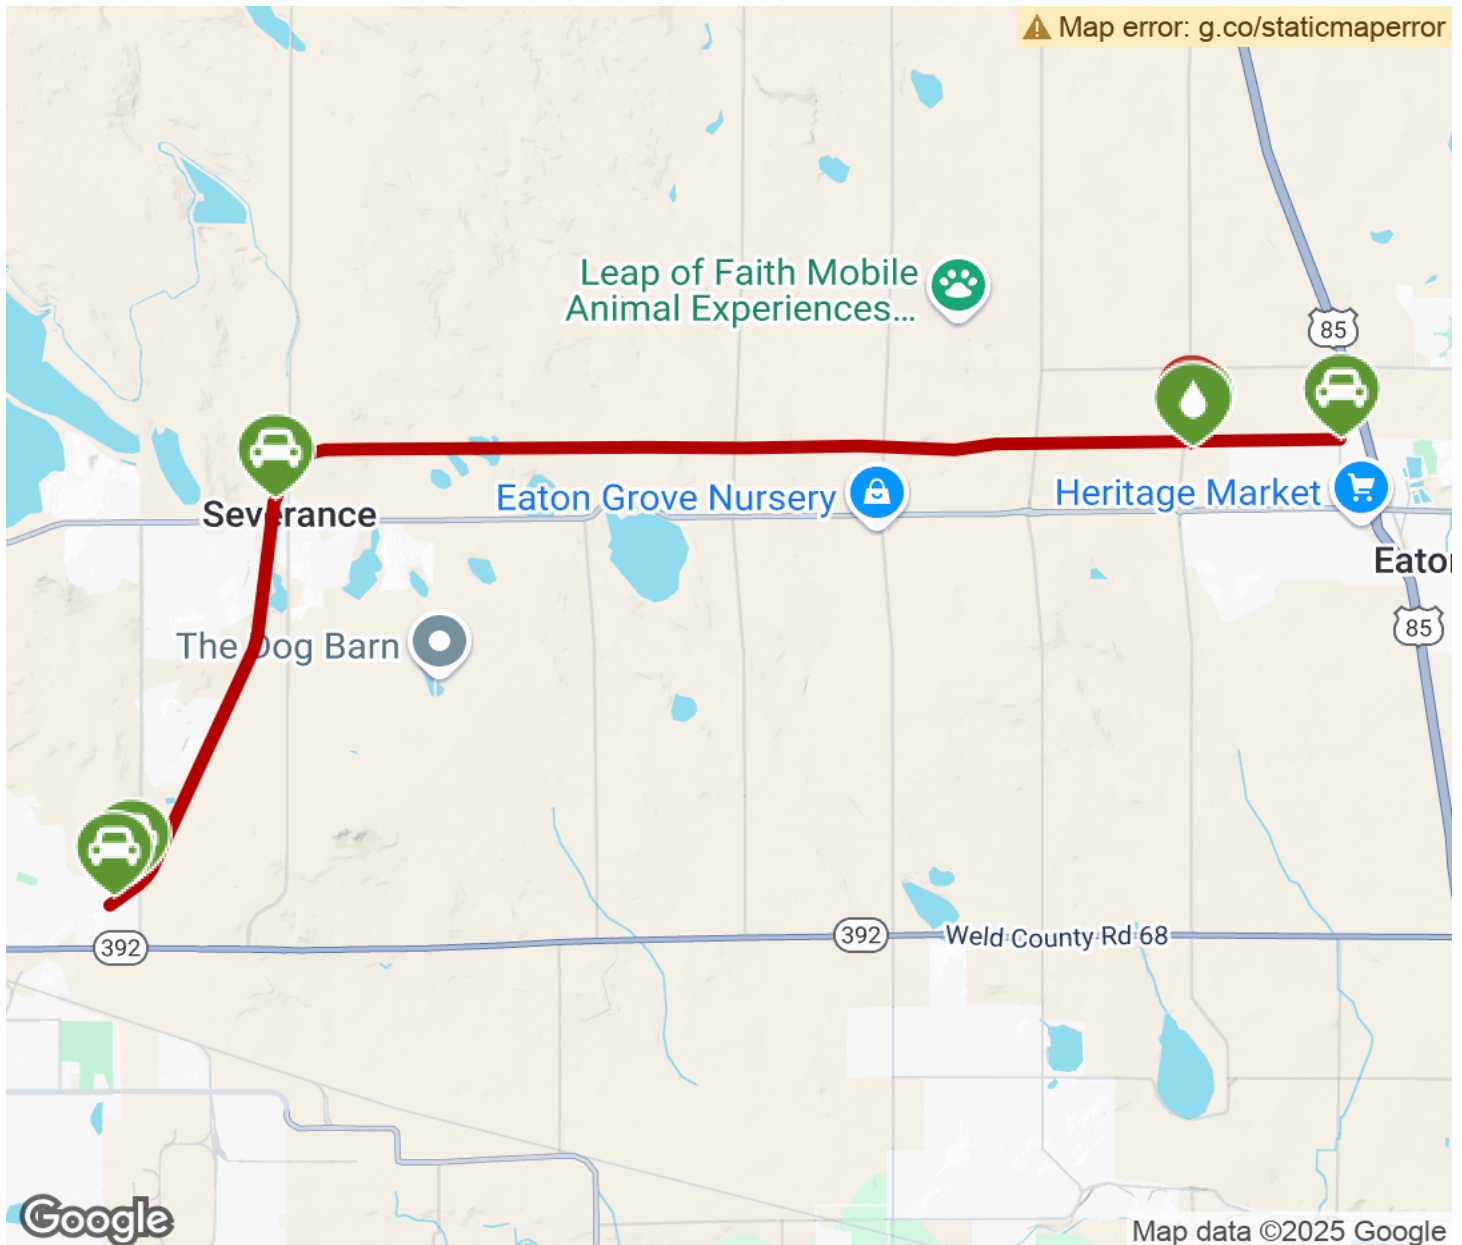 Map error: g.co/staticmaperror
Leap of Faith Mobile
Animal Experiences...
85
Eaton Grove Nursery
Heritage Market
Severance
Eato
85
The Dog Barn
392
392
Weld County Rd 68
Google
Map data ©2025 Google